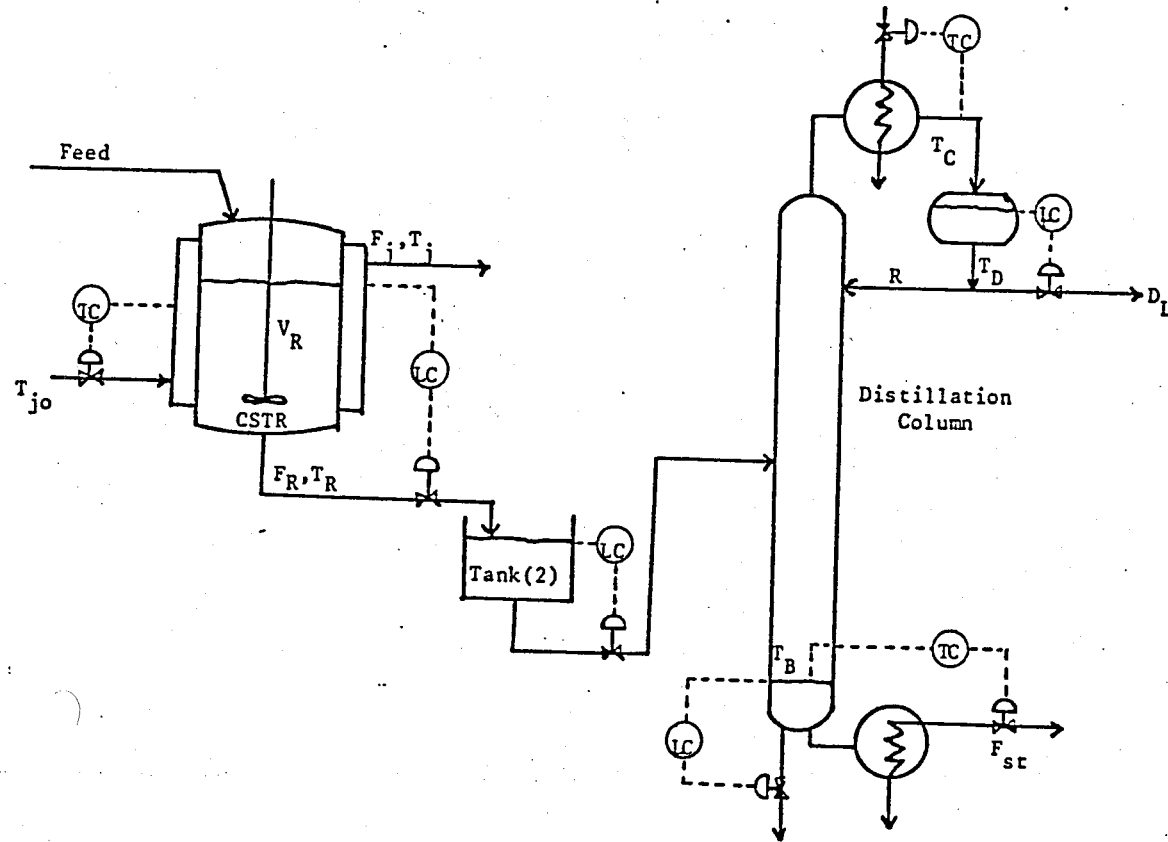 TC
Feed
T_C
F_j,T_j
LC
TC
T_D
R
D_L
V_R
LC
T_jo
Distillation
Column
CSTR
F_R,T_R
LC
Tank(2)
TC
T_B
LC
F_st